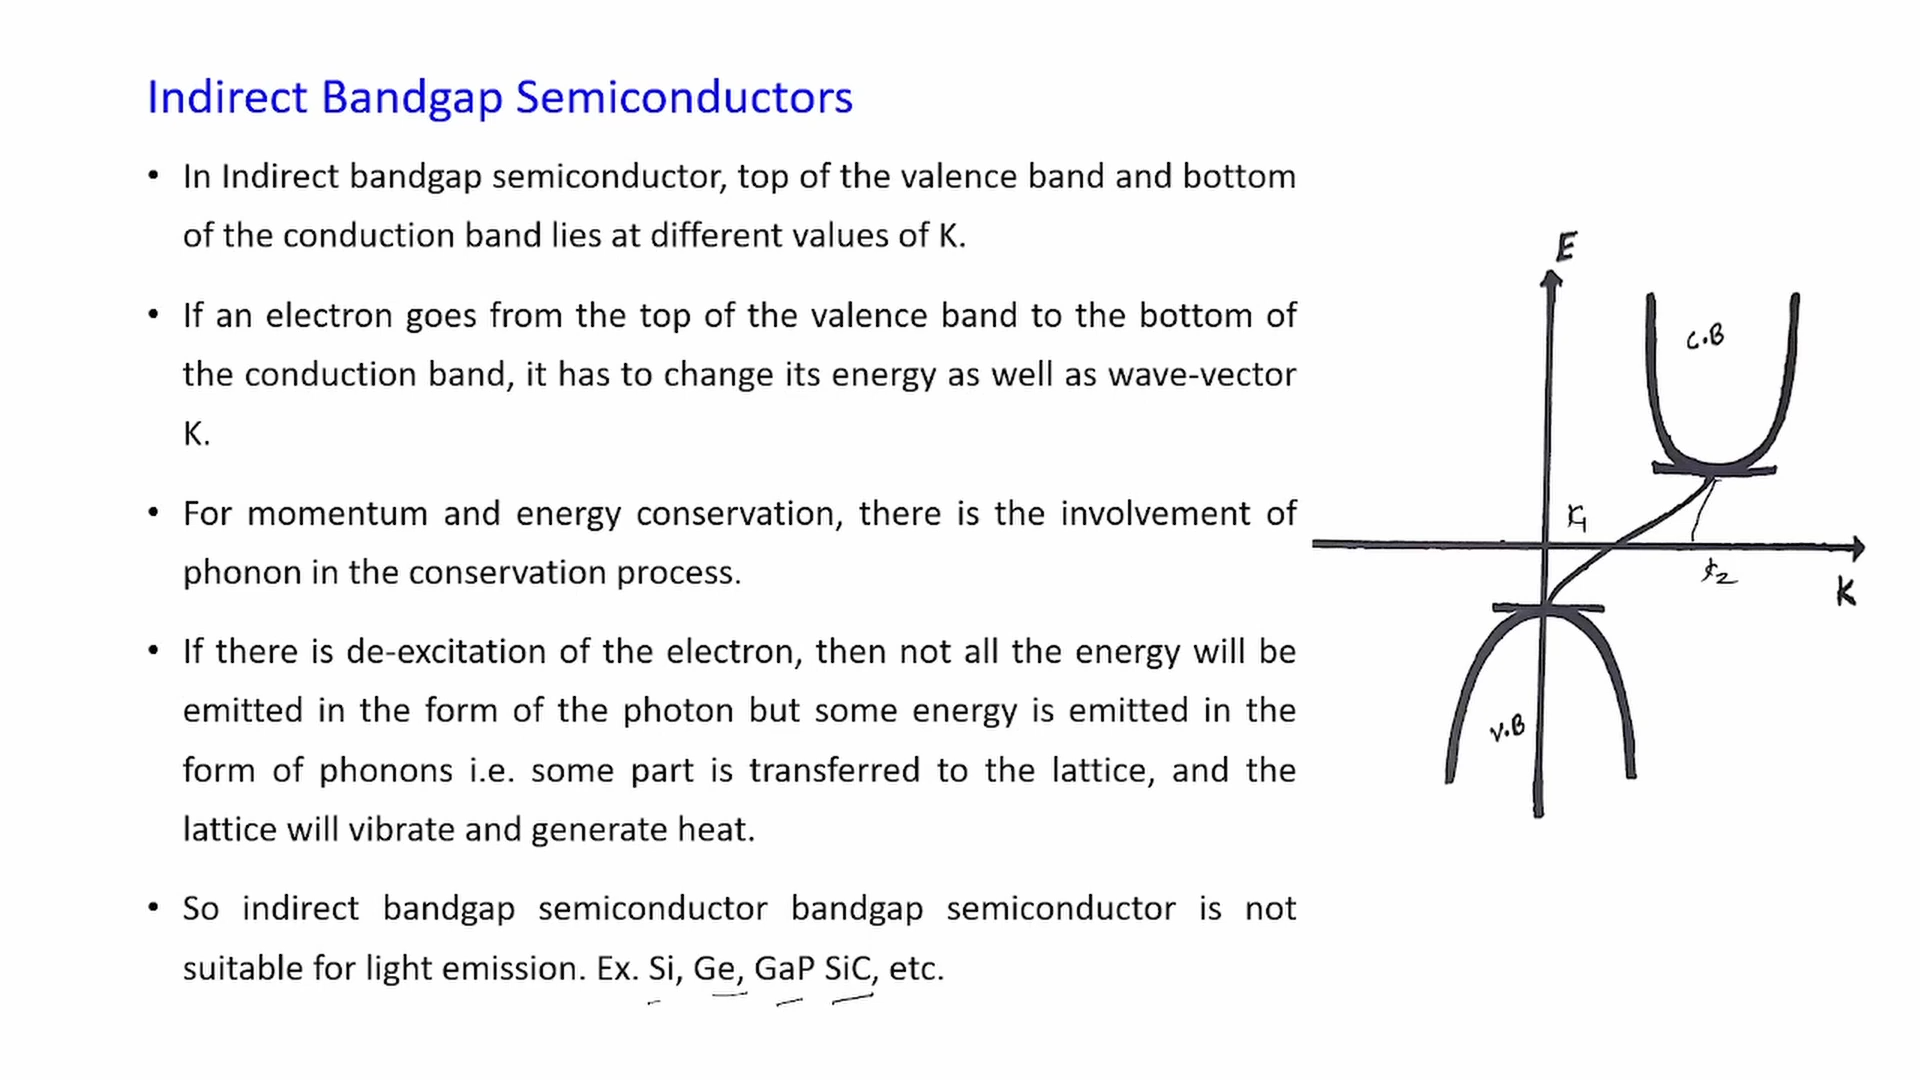 Indirect Bandgap Semiconductors
• In Indirect bandgap semiconductor, top of the valence band and bottom
of the conduction band lies at different values of K.
• If an electron goes from the top of the valence band to the bottom of
the conduction band, it has to change its energy as well as wave-vector
K.
• For momentum and energy conservation, there is the involvement of
phonon in the conservation process.
• If there is de-excitation of the electron, then not all the energy will be
emitted in the form of the photon but some energy is emitted in the
form of phonons i.e. some part is transferred to the lattice, and the
lattice will vibrate and generate heat.
• So indirect bandgap semiconductor bandgap semiconductor is not
suitable for light emission. Ex. Si, Ge, GaP SiC, etc.
E
C.B
K
V.B